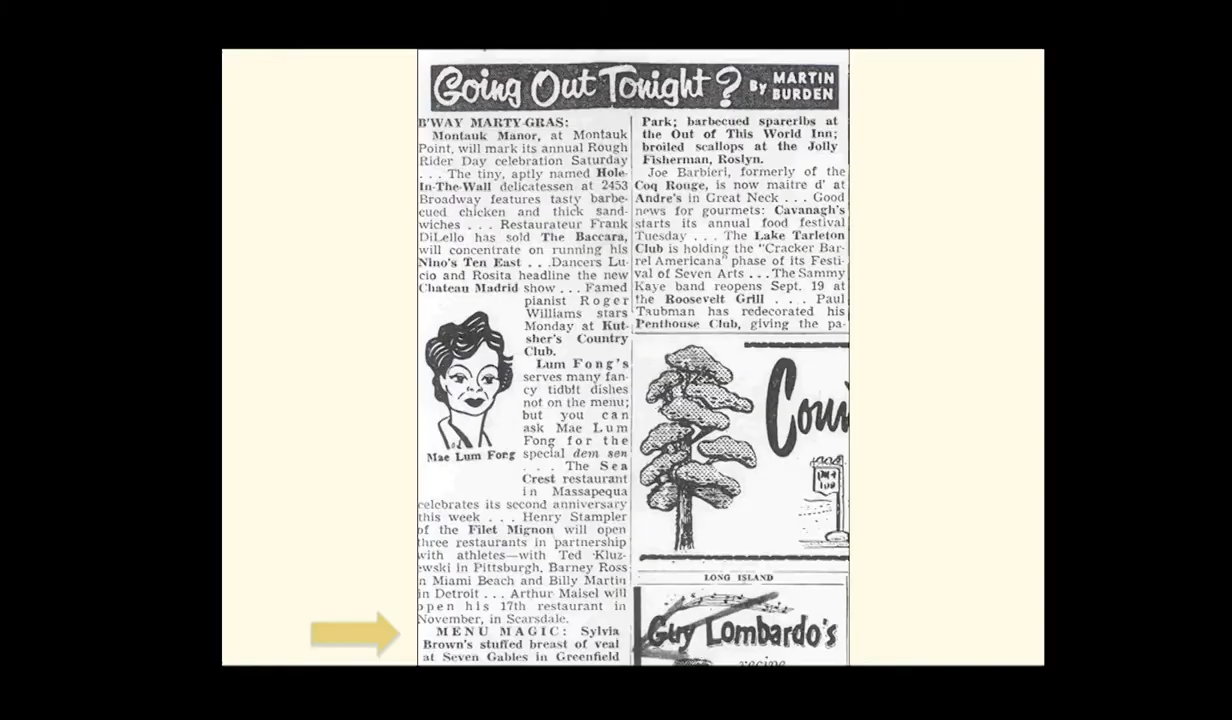 Going Out Tonight? By MARTIN BURDEN
B'WAY MARTY-GRAS:
Montauk Manor, at Montauk
Point, will mark its annual Rough
Rider Day celebration Saturday
. . . The tiny, aptly named Hole-
In-The-Wall delicatessen at 2453
Broadway features tasty barbe-
cued chicken and thick sand-
wiches . . . Restaurateur Frank
DiLello has sold The Baccara,
will concentrate on running his
Nino's Ten East . . .Dancers Lu-
cio and Rosita headline the new
Chateau Madrid show . . . Famed
pianist Roger
Williams stars
Monday at Kut-
sher's Country
Club.
Lum Fong's
serves many fan-
cy tidbit dishes
not on the menu;
but you can
ask Mae Lum
Fong for the
special dem sen
. . . The Sea
Crest restaurant
in Massapequa
Mae Lum Fong
celebrates its second anniversary
this week . . . Henry Stampler
of the Filet Mignon will open
three restaurants in partnership
with athletes—with Ted Kluz-
ewski in Pittsburgh, Barney Ross
n Miami Beach and Billy Martin
in Detroit . . . Arthur Maisel will
open his 17th restaurant in
November, in Scarsdale.
MENU MAGIC: Sylvia
Brown's stuffed breast of veal
at Seven Gables in Greenfield
Park; barbecued spareribs at
the Out of This World Inn;
broiled scallops at the Jolly
Fisherman, Roslyn.
Joe Barbieri, formerly of the
Coq Rouge, is now maitre d' at
Andre's in Great Neck . . . Good
news for gourmets: Cavanagh's
starts its annual food festival
Tuesday . . . The Lake Tarleton
Club is holding the "Cracker Bar-
rel Americana" phase of its Festi-
val of Seven Arts . . . The Sammy
Kaye band reopens Sept. 19 at
the Roosevelt Grill . . . . Paul
Taubman has redecorated his
Penthouse Club, giving the pa-
LONG ISLAND
Guy Lombardo's